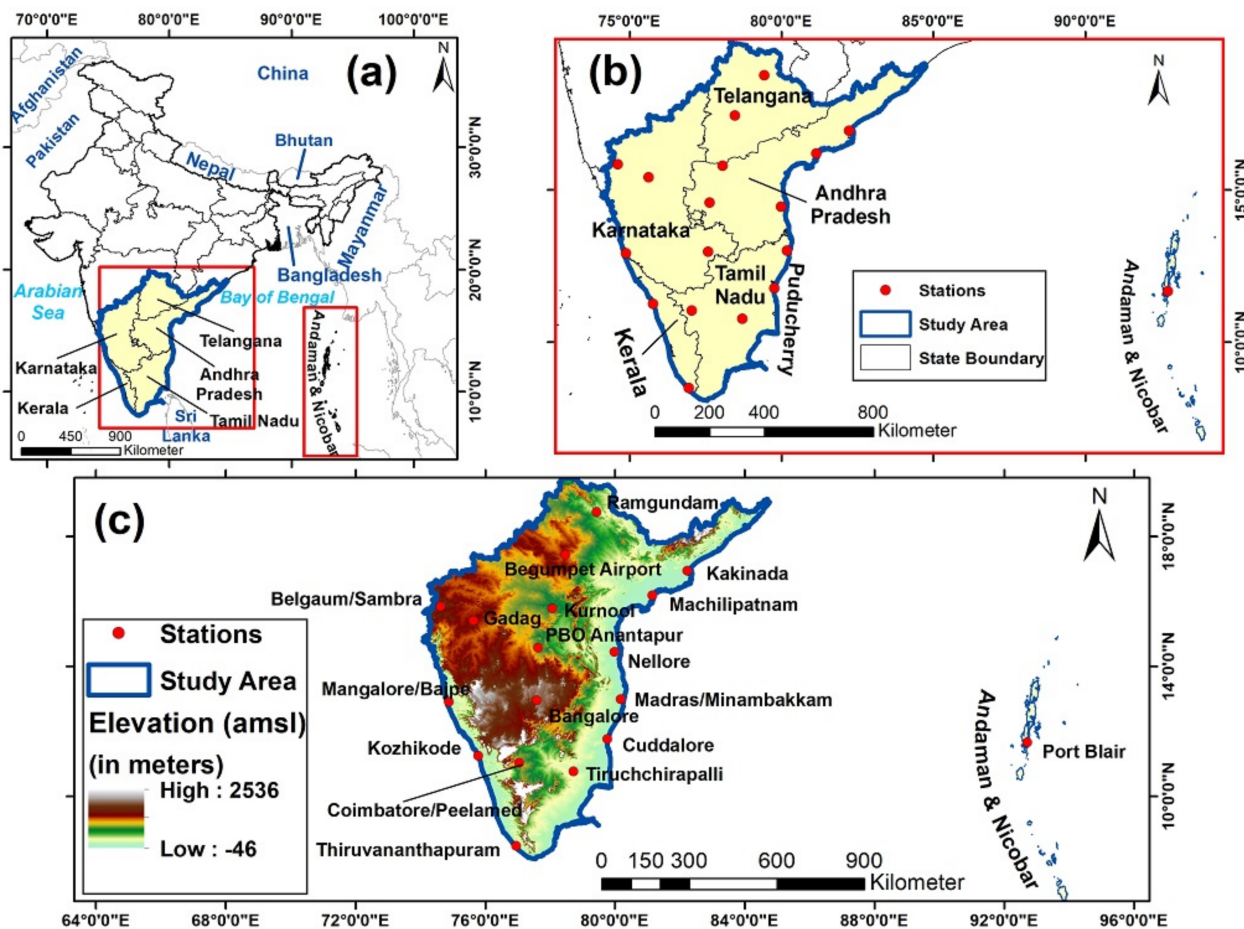 70°0'0"E
80°0'0"E
90°0'0"E
100°0'0"E
(a)
N
Afghanistan
Pakistan
China
Nepal
Bhutan
Mayanmar
Bangladesh
30°0'0"N
20°0'0"N
10°0'0"N
Arabian
Sea
Bay of Bengal
Telangana
Karnataka
Andhra
Pradesh
Kerala
Tamil Nadu
Sri
Lanka
Andaman & Nicobar
0 450 900
Kilometer
75°0'0"E
80°0'0"E
85°0'0"E
90°0'0"E
(b)
N
Telangana
Andhra
Pradesh
Karnataka
Tamil
Nadu
Puducherry
Kerala
Andaman & Nicobar
15°0'0"N
10°0'0"N
Stations
Study Area
State Boundary
0 200 400 800
Kilometer
(c)
N
Ramgundam
Begumpet Airport
Kakinada
Belgaum/Sambra
Machilipatnam
Gadag
Kurnool
PBO Anantapur
Nellore
Mangalore/Bajpe
Madras/Minambakkam
Bangalore
Kozhikode
Cuddalore
Tiruchchirapalli
Coimbatore/Peelamed
Thiruvananthapuram
Port Blair
Andaman & Nicobar
Stations
Study Area
Elevation (amsl)
(in meters)
High : 2536
Low : -46
0 150 300 600 900
Kilometer
18°0'0"N
14°0'0"N
10°0'0"N
64°0'0"E
68°0'0"E
72°0'0"E
76°0'0"E
80°0'0"E
84°0'0"E
88°0'0"E
92°0'0"E
96°0'0"E